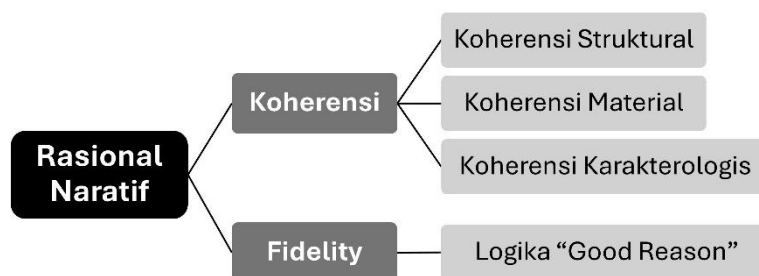 Rasional
Naratif
Koherensi
Koherensi Struktural
Koherensi Material
Koherensi Karakterologis
Fidelity
Logika “Good Reason”